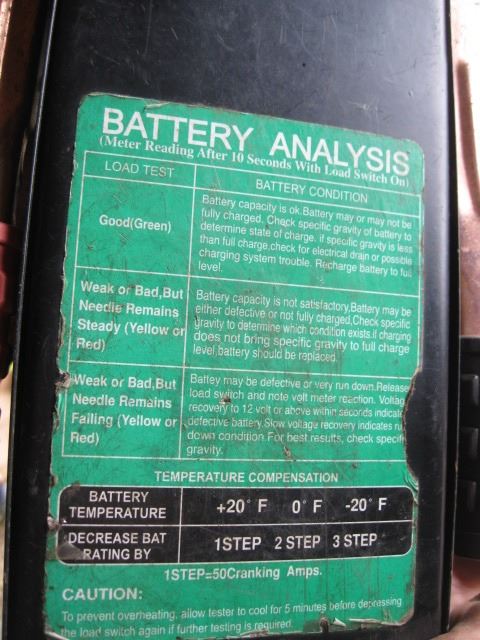 BATTERY ANALYSIS
(Meter Reading After 10 Seconds With Load Switch On)
LOAD TEST
BATTERY CONDITION
Good(Green)
Battery capacity is ok.Battery may or may not be
fully charged. Check specific gravity of battery to
determine state of charge. if specific gravity is less
than full charge,check for electrical drain or possible
charging system trouble. Recharge battery to full
level.
Weak or Bad,But
Needle Remains
Steady (Yellow or
Red)
Battery capacity is not satisfactory,Battery may be
either defective or not fully charged,Check specific
gravity to determine which condition exists.if charging
does not bring specific gravity to full charge
level,battery should be replaced.
Weak or Bad,But
Needle Remains
Failing (Yellow or
Red)
Battey may be defective or very run down.Release
load switch and note volt meter reaction. Voltag
recovery to 12 volt or above within seconds indicate
defective battery.Slow voltage recovery indicates ru
down condition.For best results, check specifi
gravity.
TEMPERATURE COMPENSATION
BATTERY
TEMPERATURE
+20° F 0° F -20° F
DECREASE BAT
RATING BY
1STEP 2 STEP 3 STEP
1STEP=50Cranking Amps.
CAUTION:
To prevent overheating, allow tester to cool for 5 minutes before depressing
the load switch again if further testing is required.